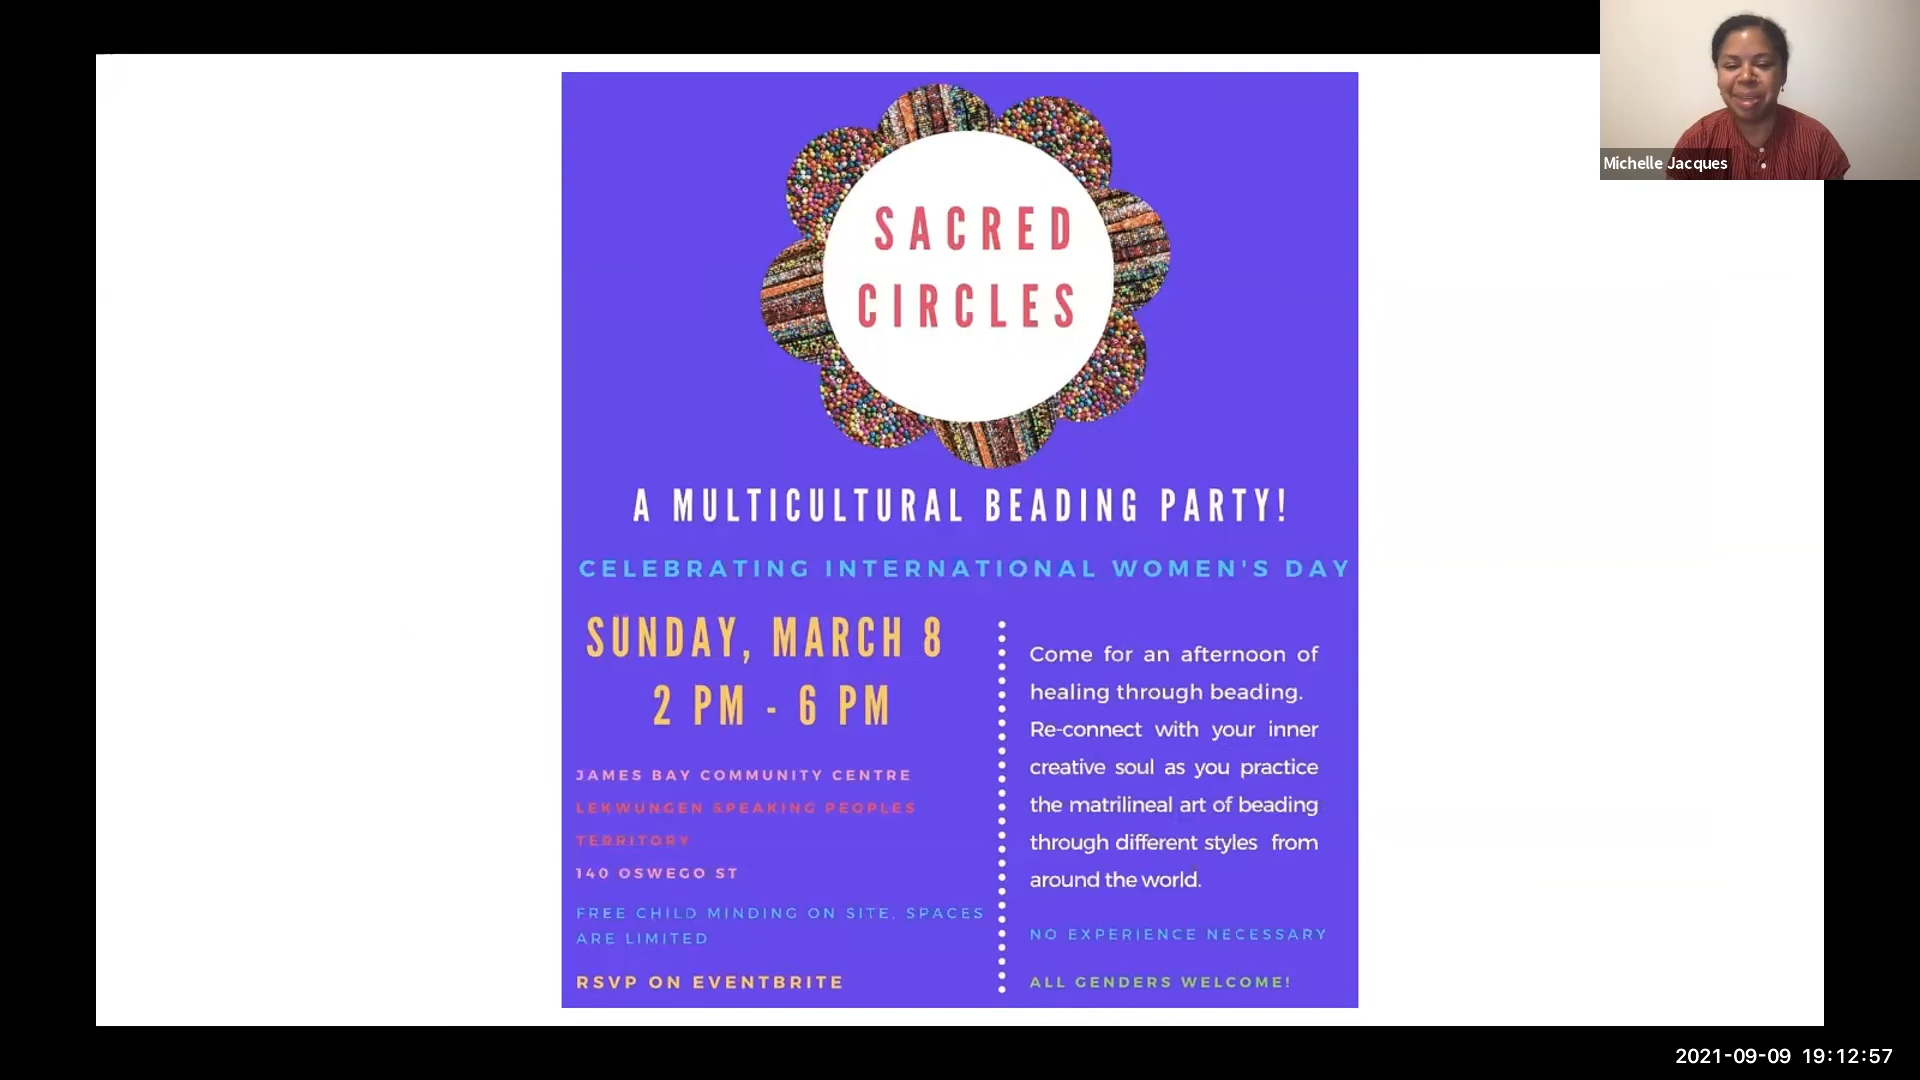 Michelle Jacques
SACRED
CIRCLES
A MULTICULTURAL BEADING PARTY!
CELEBRATING INTERNATIONAL WOMEN'S DAY
SUNDAY, MARCH 8
2 PM - 6 PM
JAMES BAY COMMUNITY CENTRE
LEKWUNGEN SPEAKING PEOPLES
TERRITORY
140 OSWEGO ST
FREE CHILD MINDING ON SITE, SPACES
ARE LIMITED
RSVP ON EVENTBRITE
Come for an afternoon of
healing through beading.
Re-connect with your inner
creative soul as you practice
the matrilineal art of beading
through different styles from
around the world.
NO EXPERIENCE NECESSARY
ALL GENDERS WELCOME!
2021-09-09 19:12:57